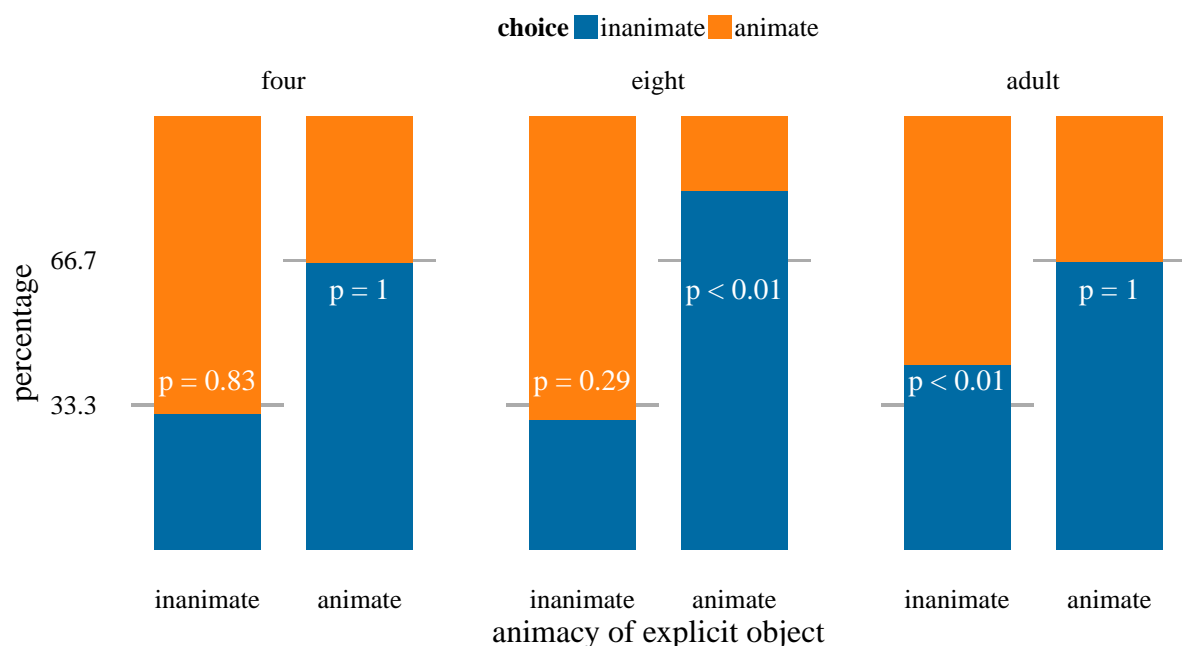 choice inanimate animate
four eight adult
percentage
66.7
33.3
p = 1 p < 0.01 p = 1
p = 0.83 p = 0.29 p < 0.01
inanimate animate inanimate animate inanimate animate
animacy of explicit object